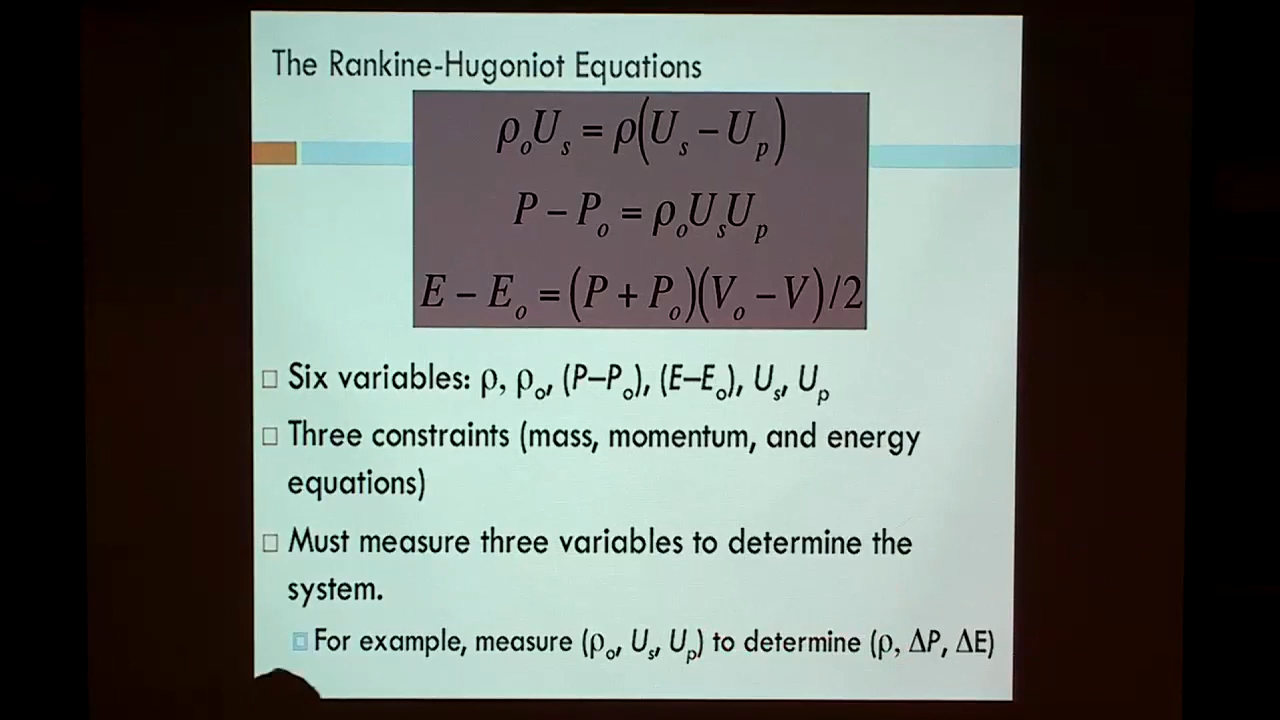 The Rankine-Hugoniot Equations
ρₒUₛ = ρ(Uₛ − Uₚ)
P − Pₒ = ρₒUₛUₚ
E − Eₒ = (P + Pₒ)(Vₒ − V)/2
Six variables: ρ, ρₒ, (P–Pₒ), (E–Eₒ), Uₛ, Uₚ
Three constraints (mass, momentum, and energy
equations)
Must measure three variables to determine the
system.
For example, measure (ρₒ, Uₛ, Uₚ) to determine (ρ, ΔP, ΔE)